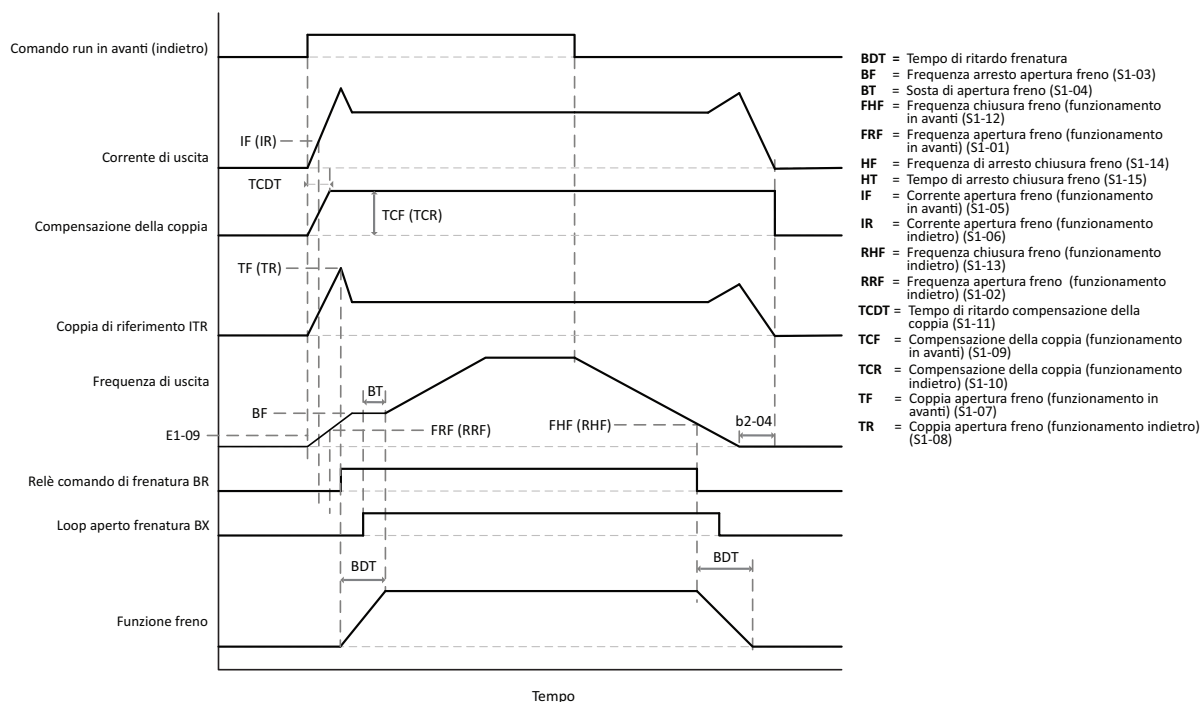 Comando run in avanti (indietro)
IF (IR)
Corrente di uscita
TCDT
TCF (TCR)
Compensazione della coppia
TF (TR)
Coppia di riferimento ITR
Frequenza di uscita
BT
BF
E1-09
FRF (RRF)
FHF (RHF)
b2-04
Relè comando di frenatura BR
Loop aperto frenatura BX
BDT
BDT
Funzione freno
Tempo
BDT = Tempo di ritardo frenatura
BF = Frequenza arresto apertura freno (S1-03)
BT = Sosta di apertura freno (S1-04)
FHF = Frequenza chiusura freno (funzionamento
in avanti) (S1-12)
FRF = Frequenza apertura freno (funzionamento
in avanti) (S1-01)
HF = Frequenza di arresto chiusura freno (S1-14)
HT = Tempo di arresto chiusura freno (S1-15)
IF = Corrente apertura freno (funzionamento
in avanti) (S1-05)
IR = Corrente apertura freno (funzionamento
indietro) (S1-06)
RHF = Frequenza chiusura freno (funzionamento
indietro) (S1-13)
RRF = Frequenza apertura freno (funzionamento
indietro) (S1-02)
TCDT = Tempo di ritardo compensazione della
coppia (S1-11)
TCF = Compensazione della coppia (funzionamento
in avanti) (S1-09)
TCR = Compensazione della coppia (funzionamento
indietro) (S1-10)
TF = Coppia apertura freno (funzionamento in
avanti) (S1-07)
TR = Coppia apertura freno (funzionamento indietro)
(S1-08)